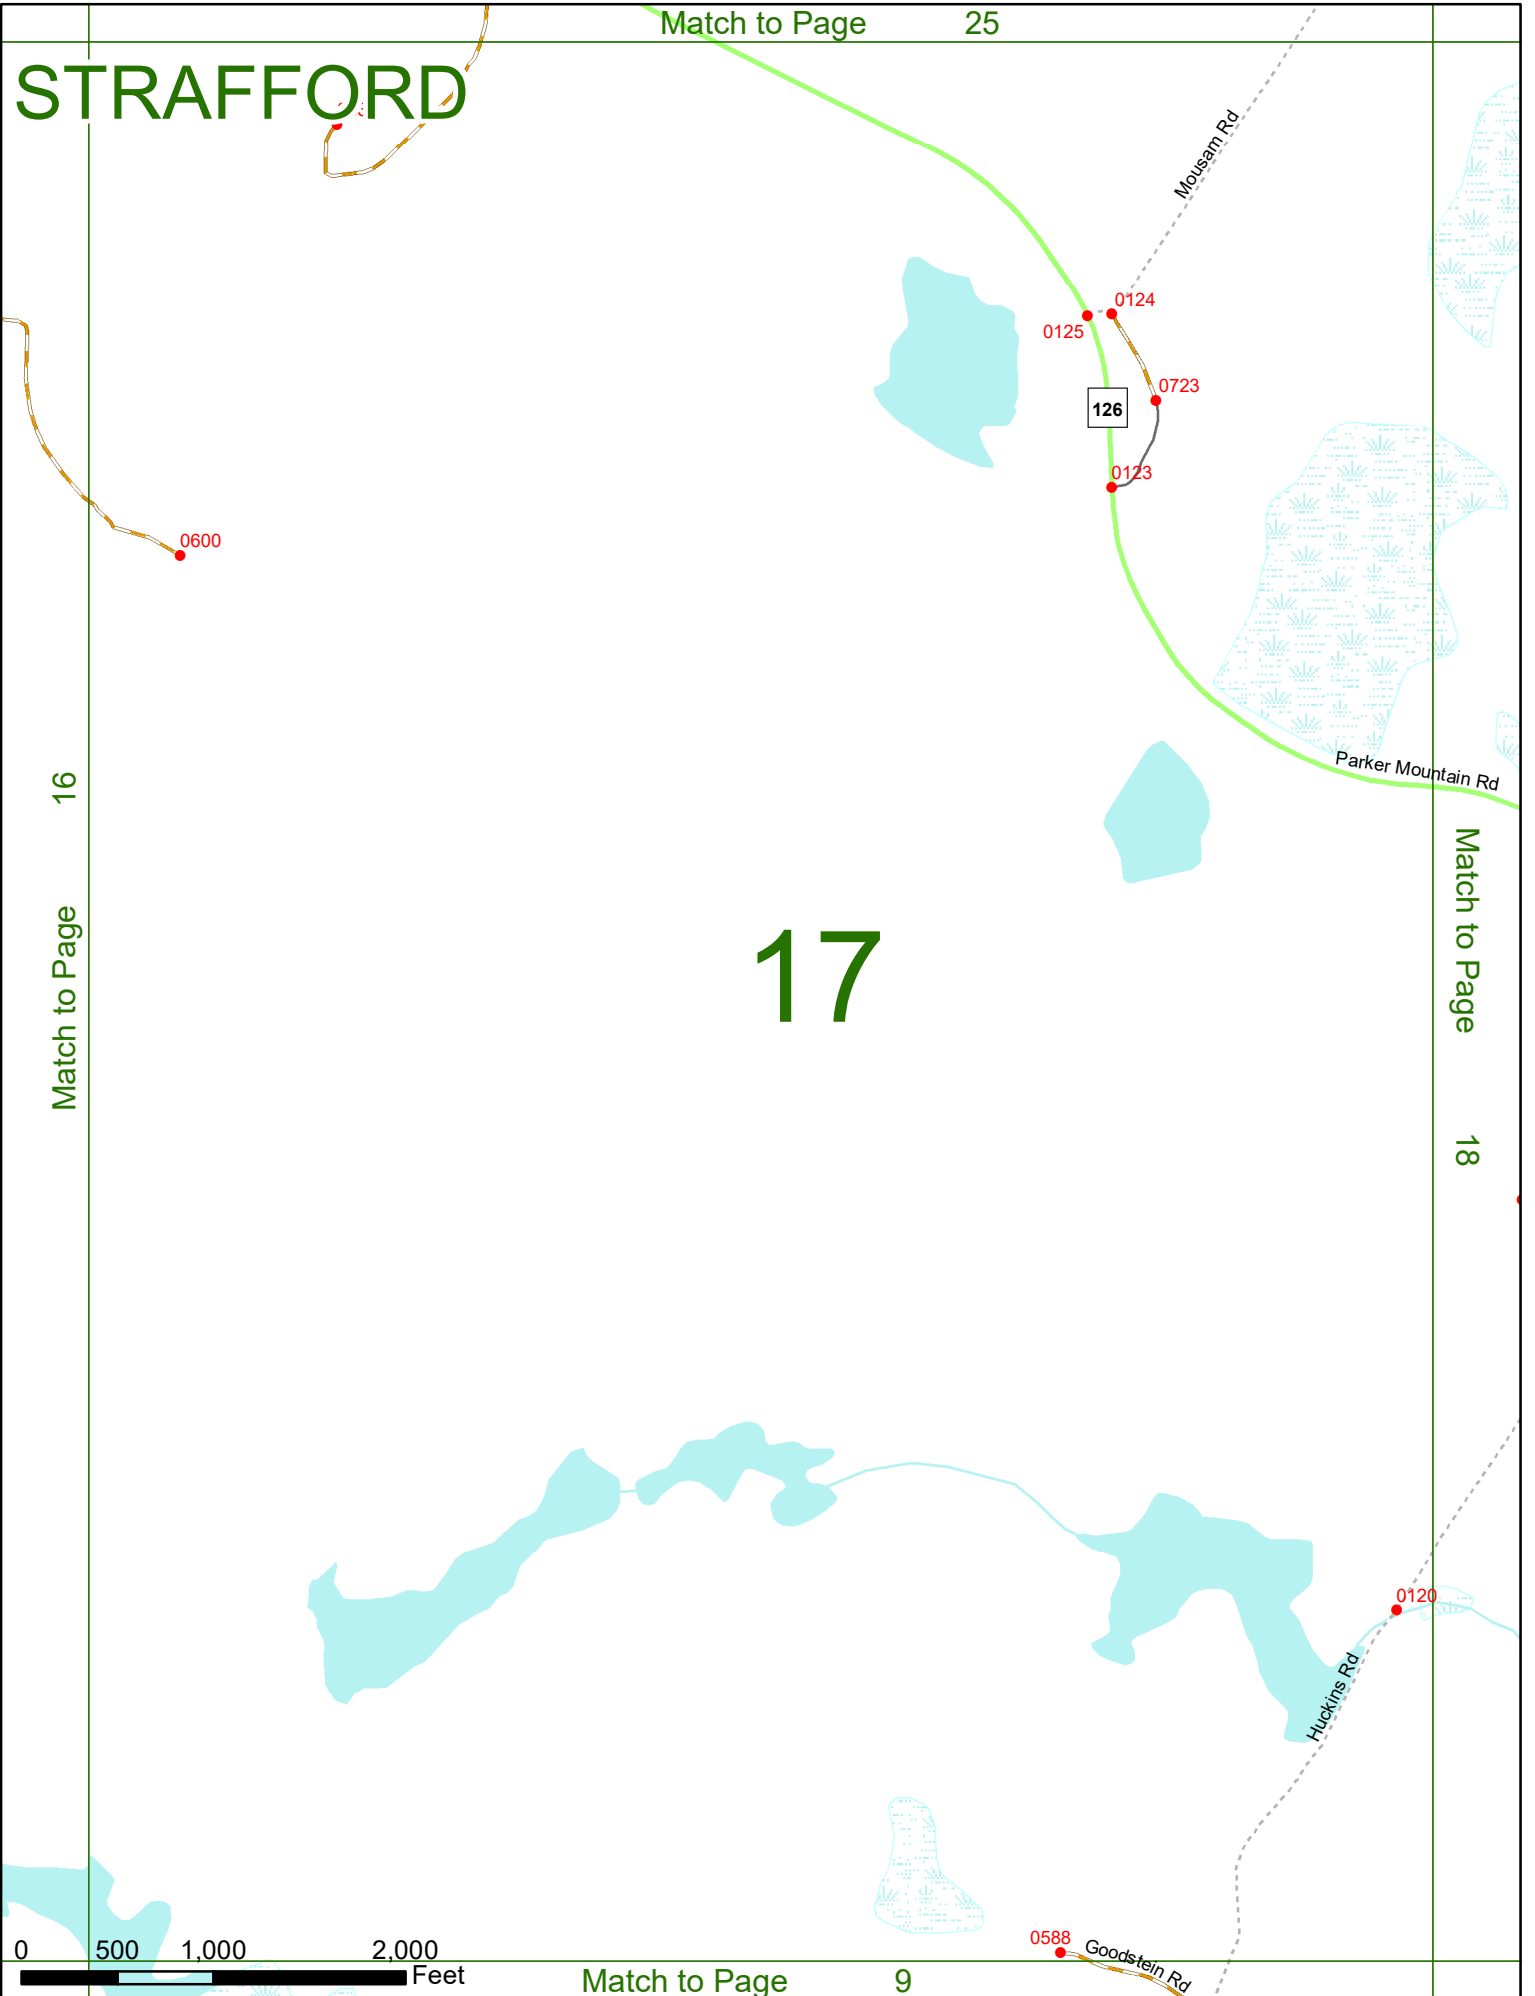 Match to Page 25
STRAFFORD
Mousam Rd
0124
0125
0723
126
0123
0600
Parker Mountain Rd
Match to Page 16
Match to Page 18
17
0120
Huckins Rd
0588
Goodstein Rd
0 500 1,000 2,000
Feet
Match to Page 9